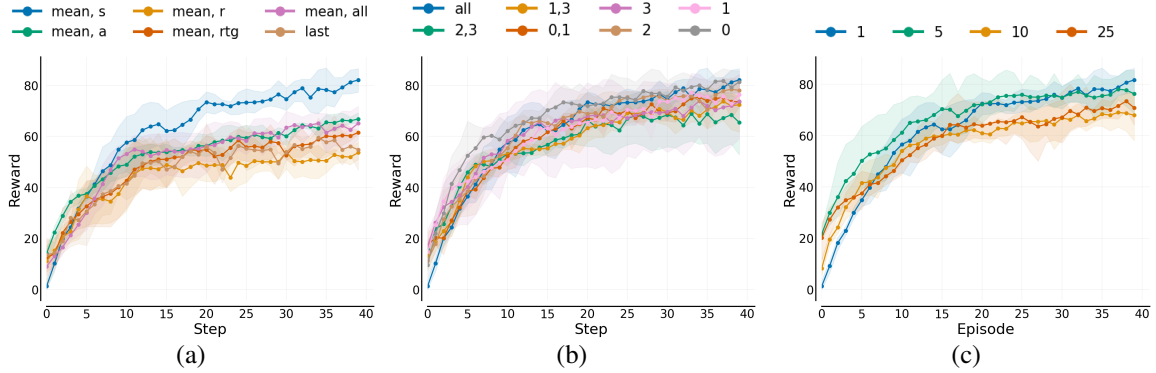 mean, s mean, r mean, all
mean, a mean, rtg last
Reward
80
60
40
20
0
0 5 10 15 20 25 30 35 40
Step
(a)
all 1,3 3 1
2,3 0,1 2 0
Reward
80
60
40
20
0
0 5 10 15 20 25 30 35 40
Step
(b)
1 5 10 25
Reward
80
60
40
20
0
0 5 10 15 20 25 30 35 40
Episode
(c)